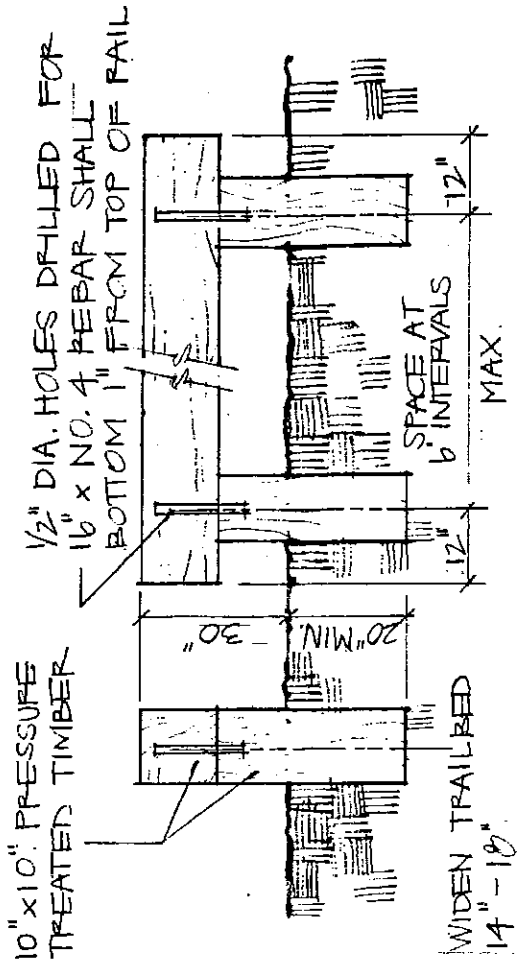 10"x10" PRESSURE
TREATED TIMBER
1/2" DIA. HOLES DRILLED FOR
16" x NO. 4 REBAR SHALL
BOTTOM 1" FROM TOP OF RAIL
30"
20" MIN.
12"
SPACE AT
6' INTERVALS
MAX.
12"
WIDEN TRAILBED
14" - 18"